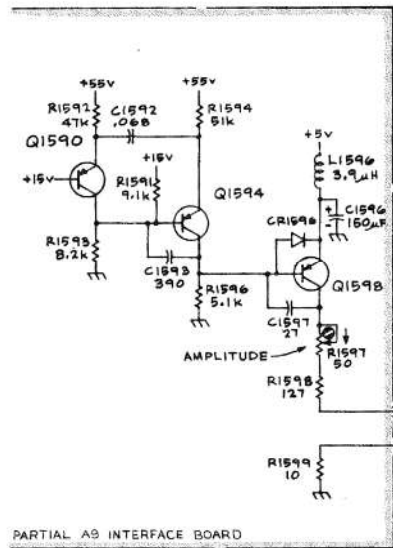 +55V
+55V
R1592
47K
C1592
.068
R1594
51K
Q1590
+15V
R1591
9.1K
+15V
Q1594
+5V
L1596
3.9µH
C1596
150µF
CR1596
R1593
8.2K
C1593
390
R1596
5.1K
Q1598
C1597
27
AMPLITUDE
R1597
50
R1598
127
R1599
10
PARTIAL A9 INTERFACE BOARD